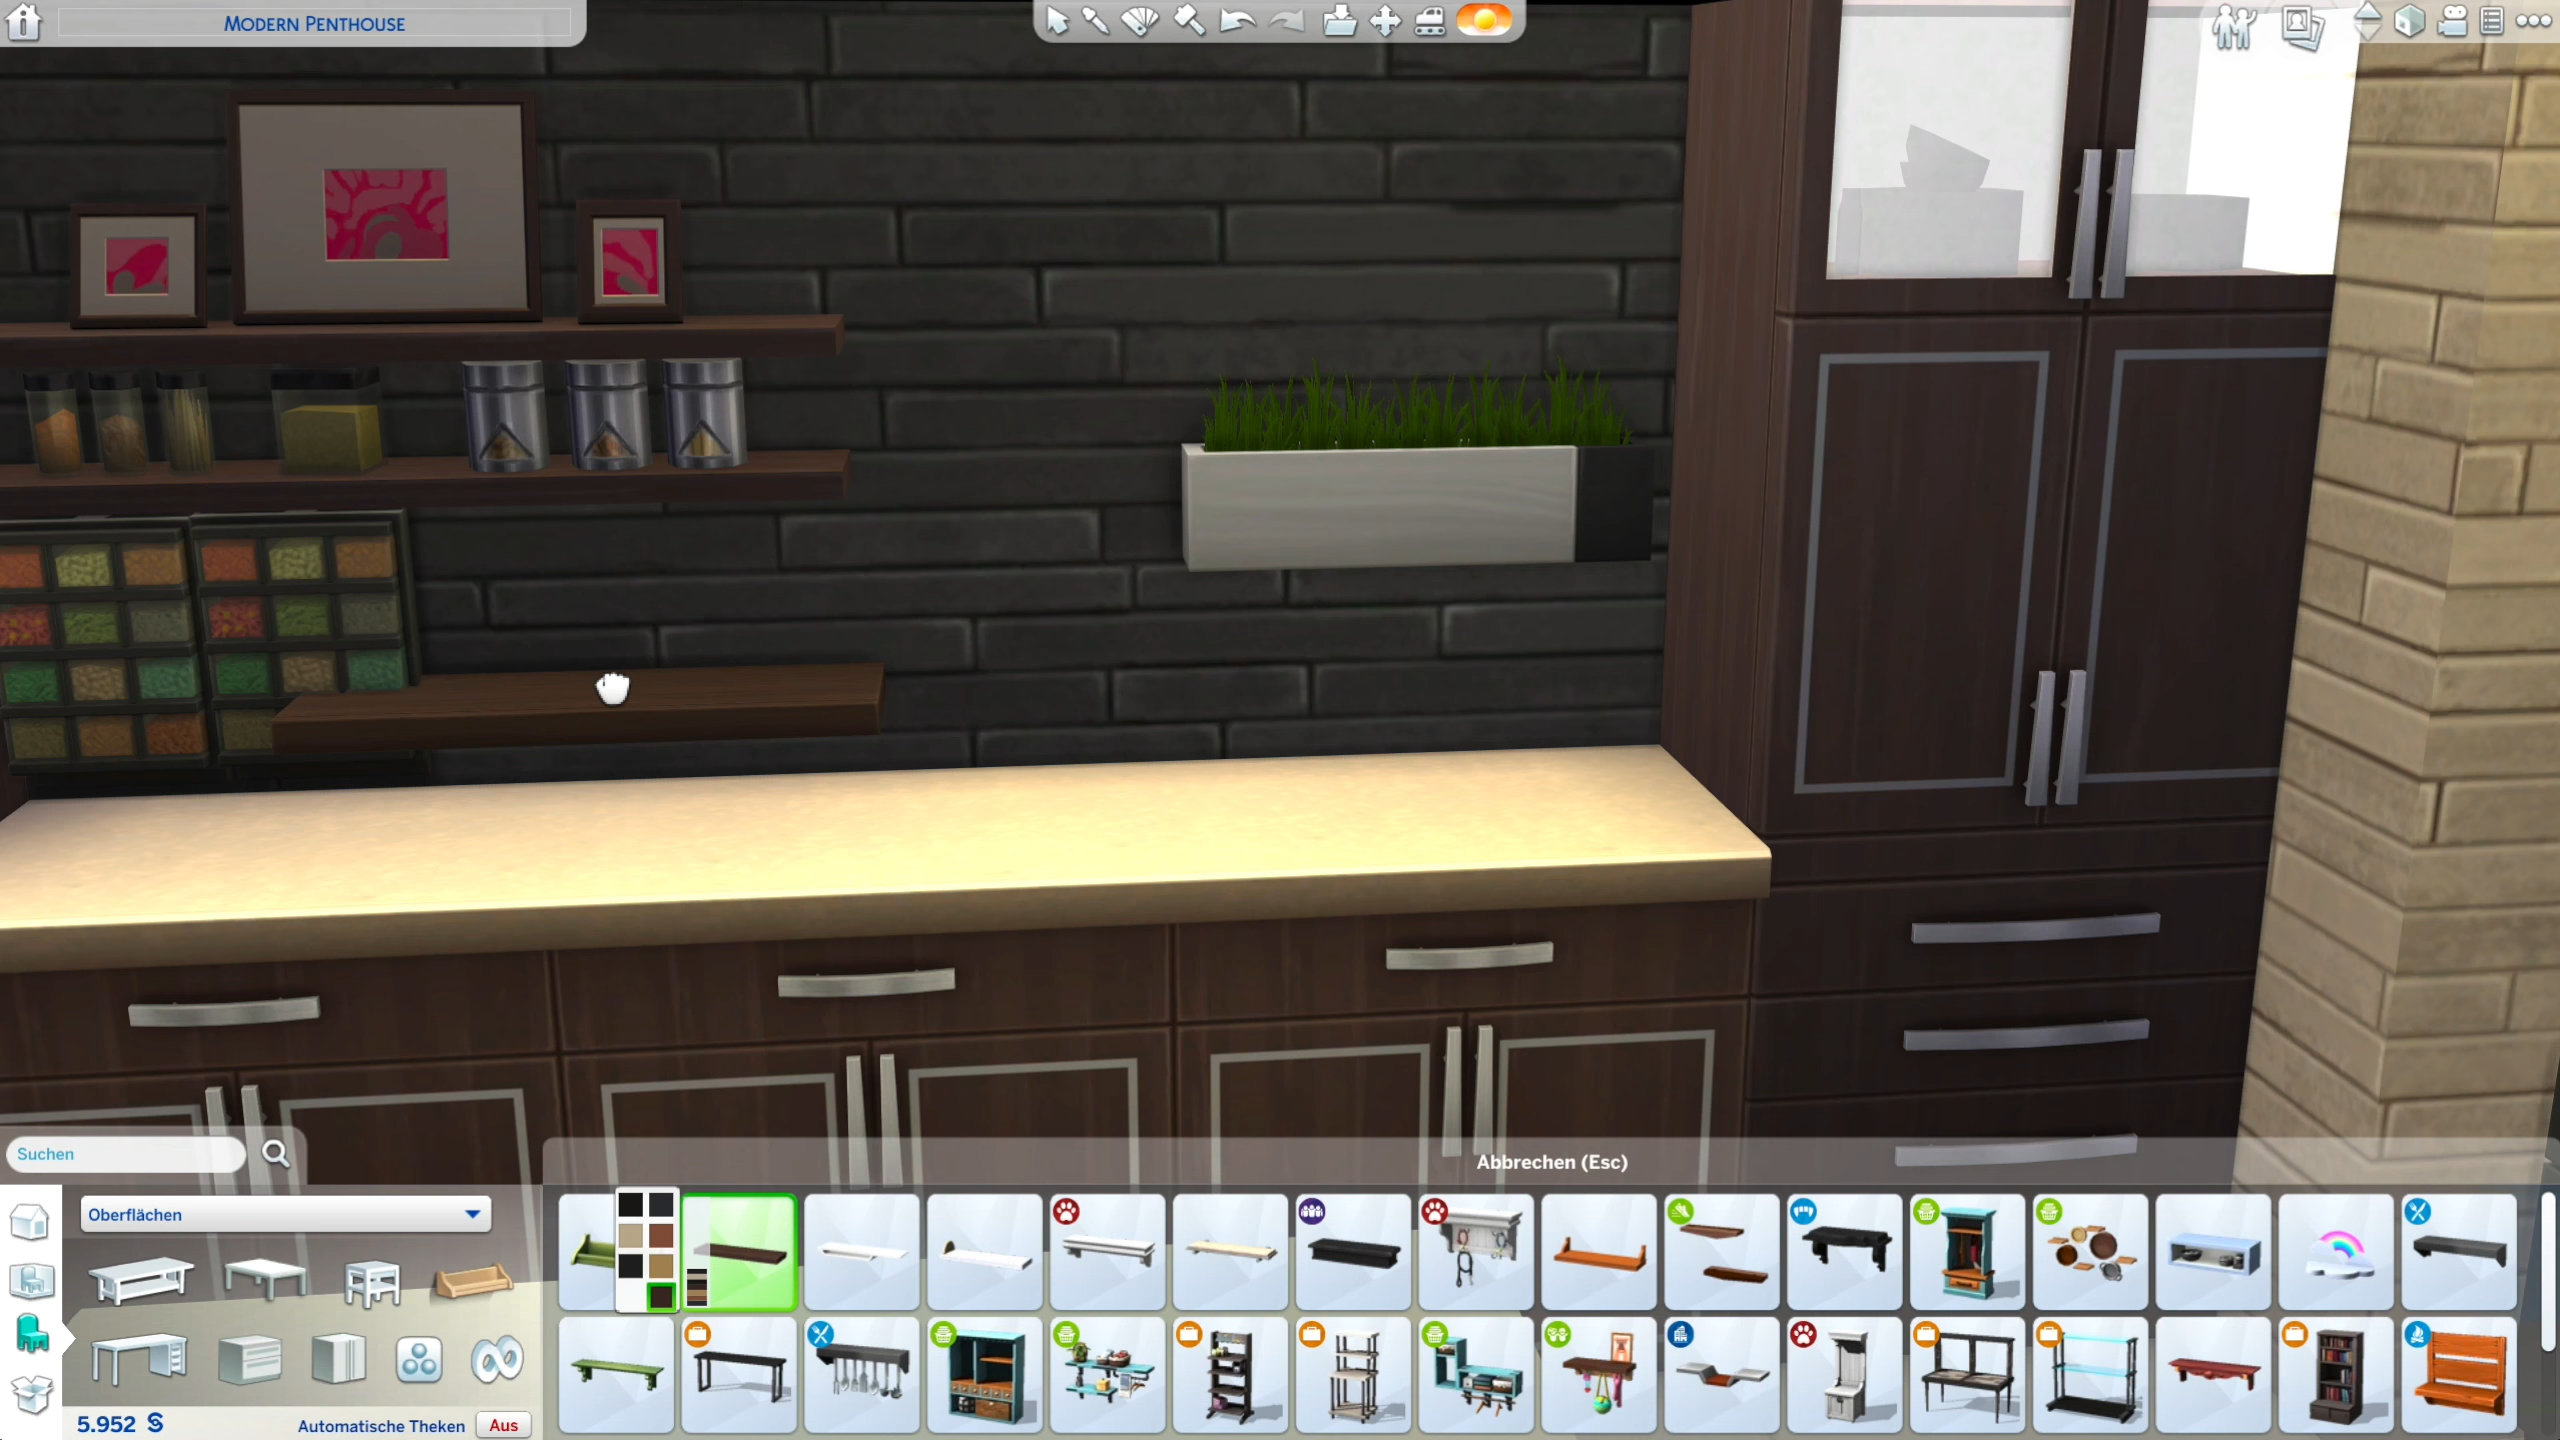 MODERN PENTHOUSE
Suchen
Abbrechen (Esc)
Oberflächen
5.952
Automatische Theken
Aus